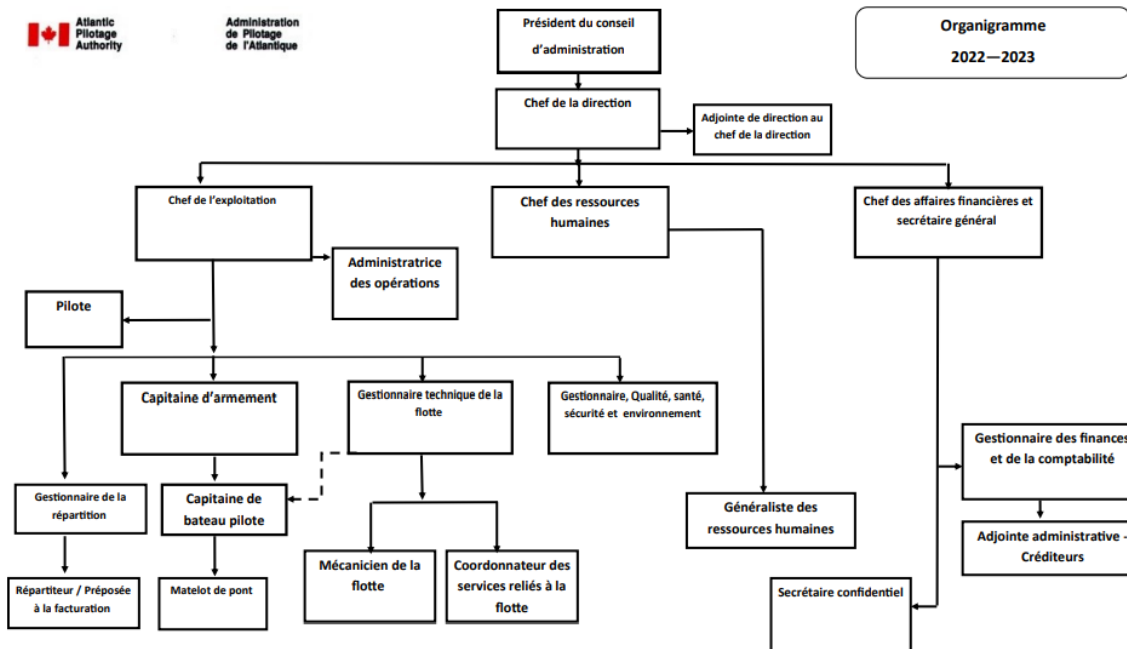 Atlantic
Pilotage
Authority
Administration
de Pilotage
de l'Atlantique
Président du conseil
d'administration
Organigramme
2022—2023
Chef de la direction
Adjointe de direction au
chef de la direction
Chef de l'exploitation
Chef des ressources
humaines
Chef des affaires financières et
secrétaire général
Administratrice
des opérations
Pilote
Capitaine d'armement
Gestionnaire technique de la
flotte
Gestionnaire, Qualité, santé,
sécurité et environnement
Gestionnaire des finances
et de la comptabilité
Gestionnaire de la
répartition
Capitaine de
bateau pilote
Généraliste des
ressources humaines
Adjointe administrative -
Créditeurs
Mécanicien de la
flotte
Coordonnateur des
services reliés à la
flotte
Répartiteur / Préposée
à la facturation
Matelot de pont
Secrétaire confidentiel